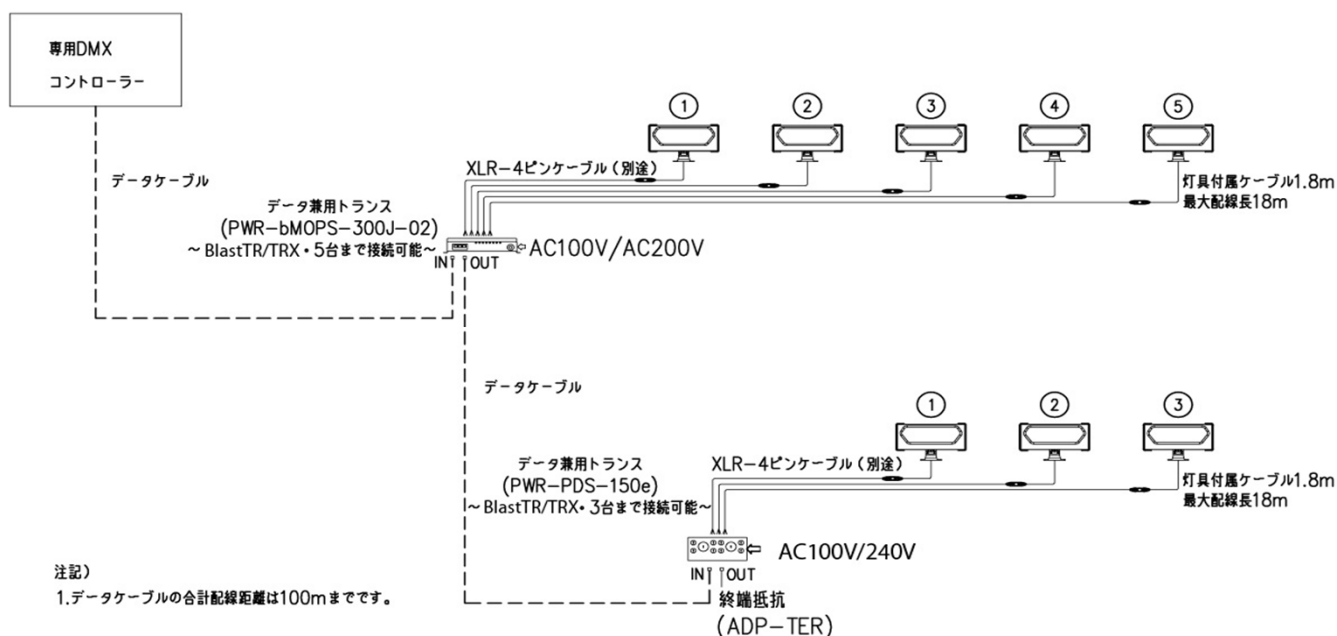 専用DMX
コントローラー
① ② ③ ④ ⑤
XLR-4ピンケーブル(別途)
データケーブル
灯具付属ケーブル1.8m
最大配線長18m
データ兼用トランス
(PWR-bMOPS-300J-02)
～BlastTR/TRX・5台まで接続可能～
AC100V/AC200V
IN OUT
データケーブル
① ② ③
データ兼用トランス
(PWR-PDS-150e)
～BlastTR/TRX・3台まで接続可能～
XLR-4ピンケーブル(別途)
灯具付属ケーブル1.8m
最大配線長18m
AC100V/240V
IN OUT
終端抵抗
(ADP-TER)
注記)
1.データケーブルの合計配線距離は100mまでです。